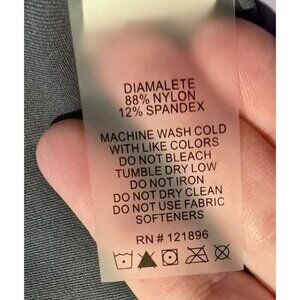 DIAMALETE
88% NYLON
12% SPANDEX
MACHINE WASH COLD
WITH LIKE COLORS
DO NOT BLEACH
TUMBLE DRY LOW
DO NOT IRON
DO NOT DRY CLEAN
DO NOT USE FABRIC
SOFTENERS
RN # 121896